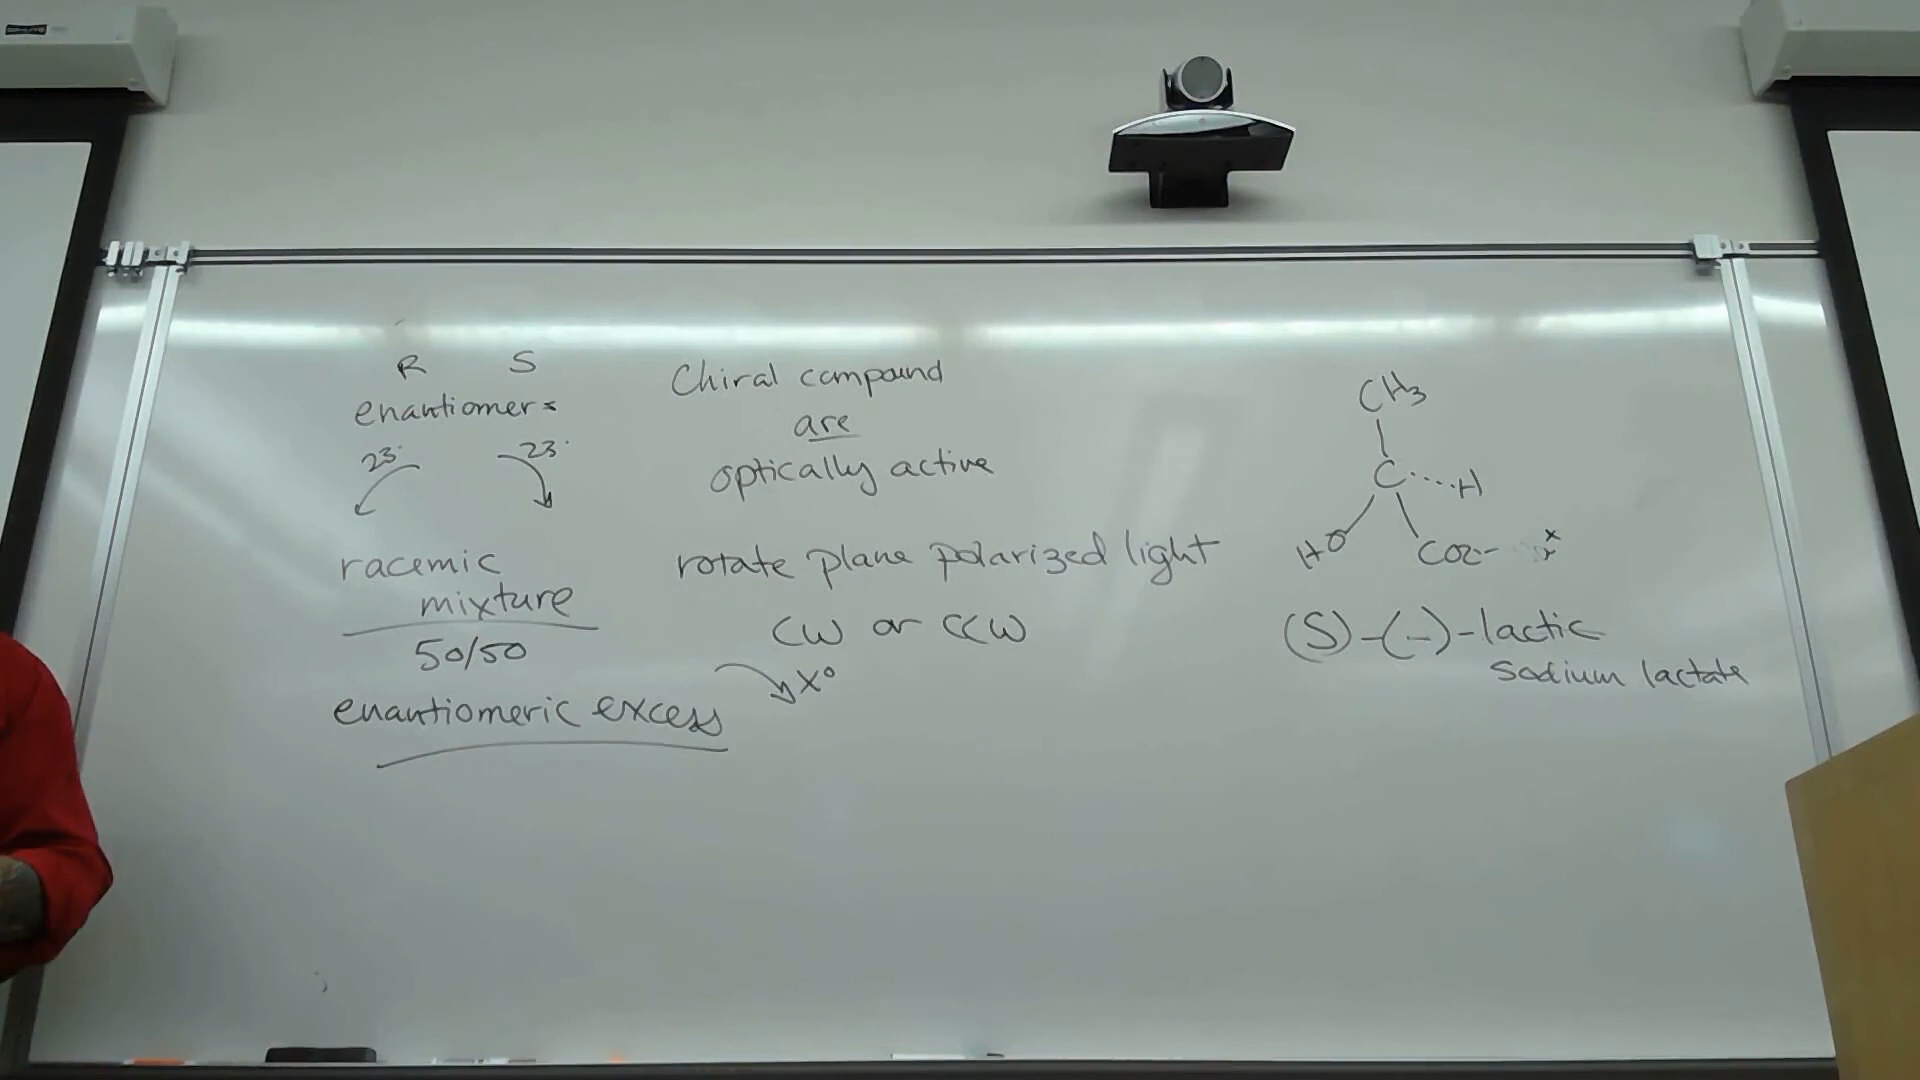 R S
enantiomers
23° 23°
racemic
mixture
50/50
enantiomeric excess
Chiral compound
are
optically active
rotate plane polarized light
CW or CCW
x°
CH3
C H
HO CO2-
(S)-(-)-lactic
sodium lactate